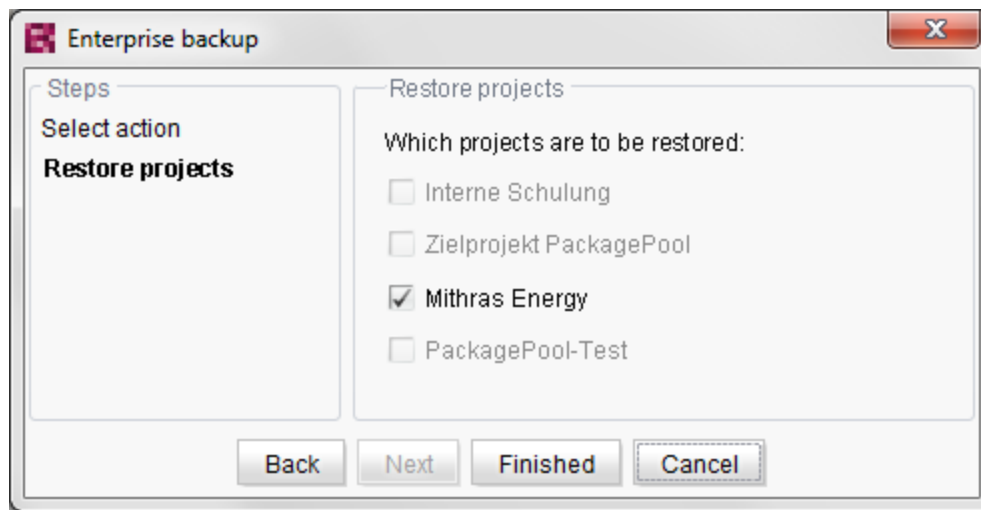 Enterprise backup
Steps
Select action
Restore projects
Restore projects
Which projects are to be restored:
Interne Schulung
Zielprojekt PackagePool
Mithras Energy
PackagePool-Test
Back
Next
Finished
Cancel